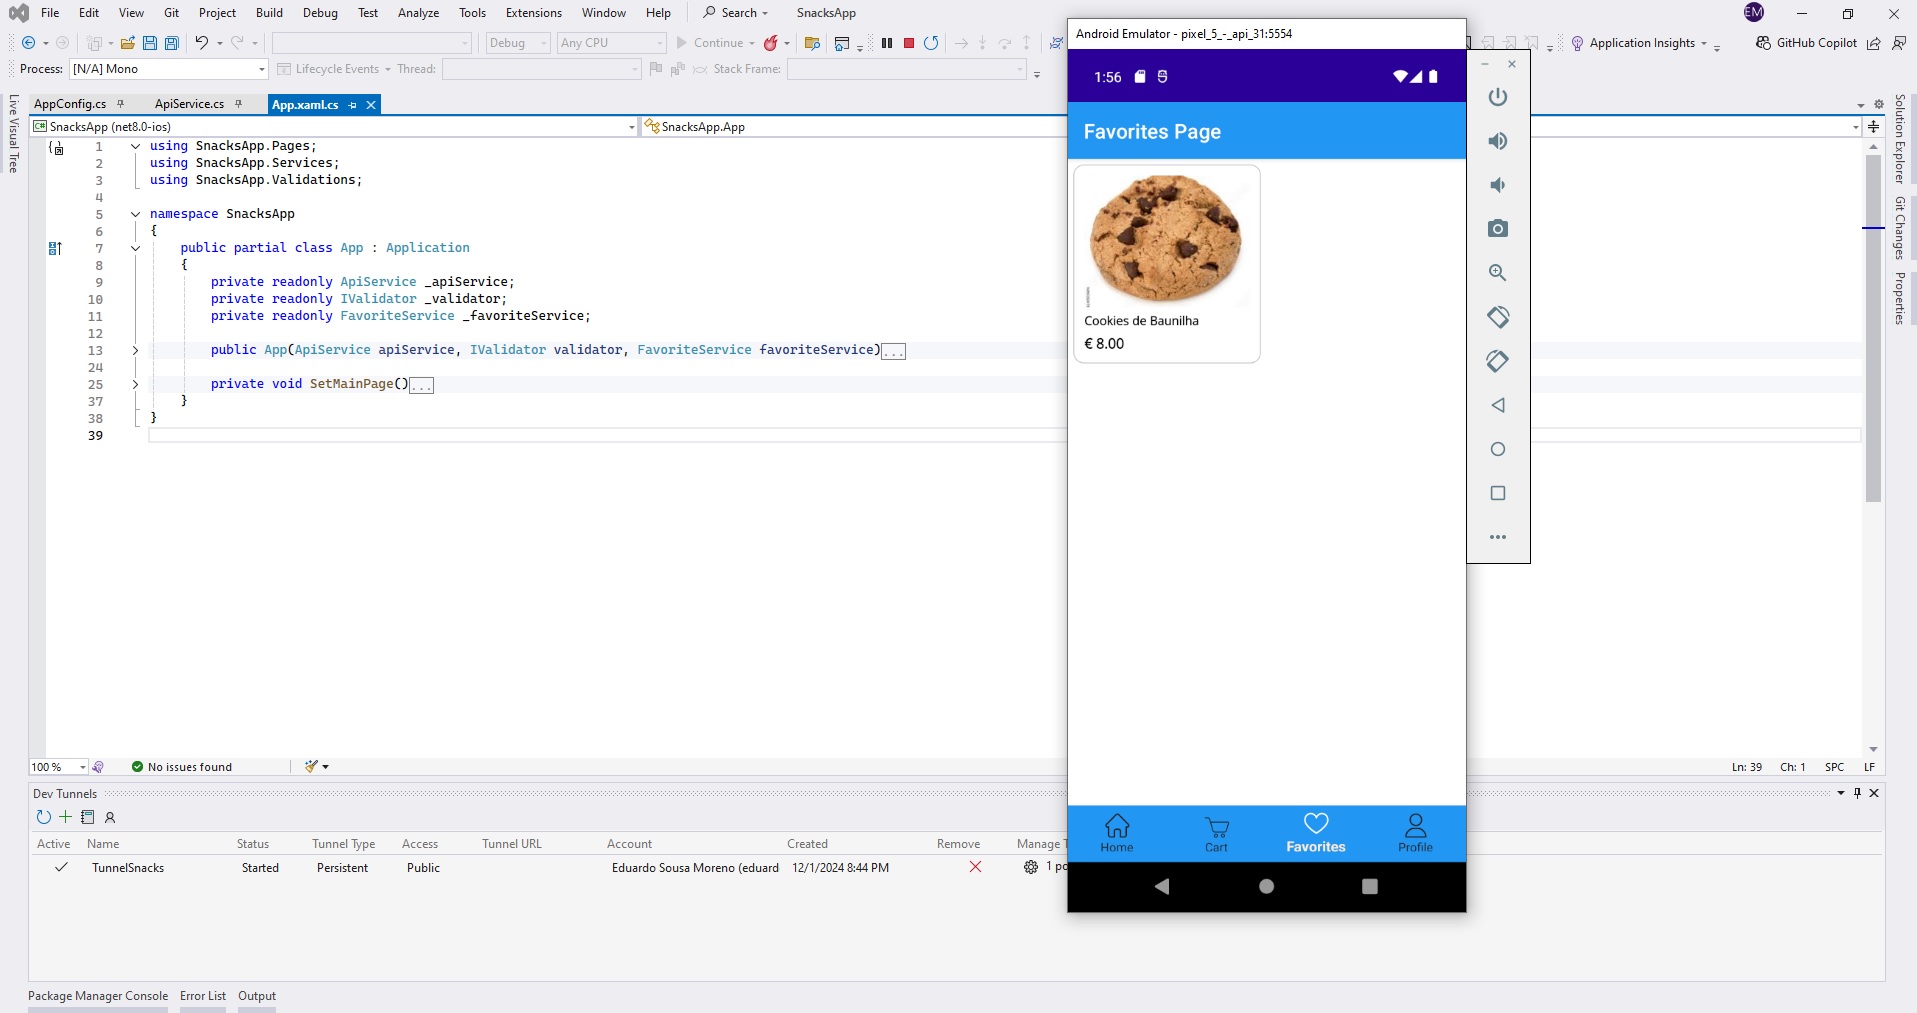 File Edit View Git Project Build Debug Test Analyze Tools Extensions Window Help Search SnacksApp EM
Debug Any CPU Continue Application Insights GitHub Copilot
Process: [N/A] Mono Lifecycle Events Thread: Stack Frame:
AppConfig.cs ApiService.cs App.xaml.cs
SnacksApp (net8.0-ios) SnacksApp.App
Live Visual Tree
1 using SnacksApp.Pages;
2 using SnacksApp.Services;
3 using SnacksApp.Validations;
4
5 namespace SnacksApp
6 {
7 public partial class App : Application
8 {
9 private readonly ApiService _apiService;
10 private readonly IValidator _validator;
11 private readonly FavoriteService _favoriteService;
12
13 public App(ApiService apiService, IValidator validator, FavoriteService favoriteService)...
24
25 private void SetMainPage()...
37 }
38 }
39
100 % No issues found
Ln: 39 Ch: 1 SPC LF
Android Emulator - pixel_5_-_api_31:5554
1:56
Favorites Page
Cookies de Baunilha
€ 8.00
Home Cart Favorites Profile
Solution Explorer
Git Changes
Properties
Dev Tunnels
Active Name Status Tunnel Type Access Tunnel URL Account Created Remove Manage T
TunnelSnacks Started Persistent Public Eduardo Sousa Moreno (eduard 12/1/2024 8:44 PM 1 po
Package Manager Console Error List Output